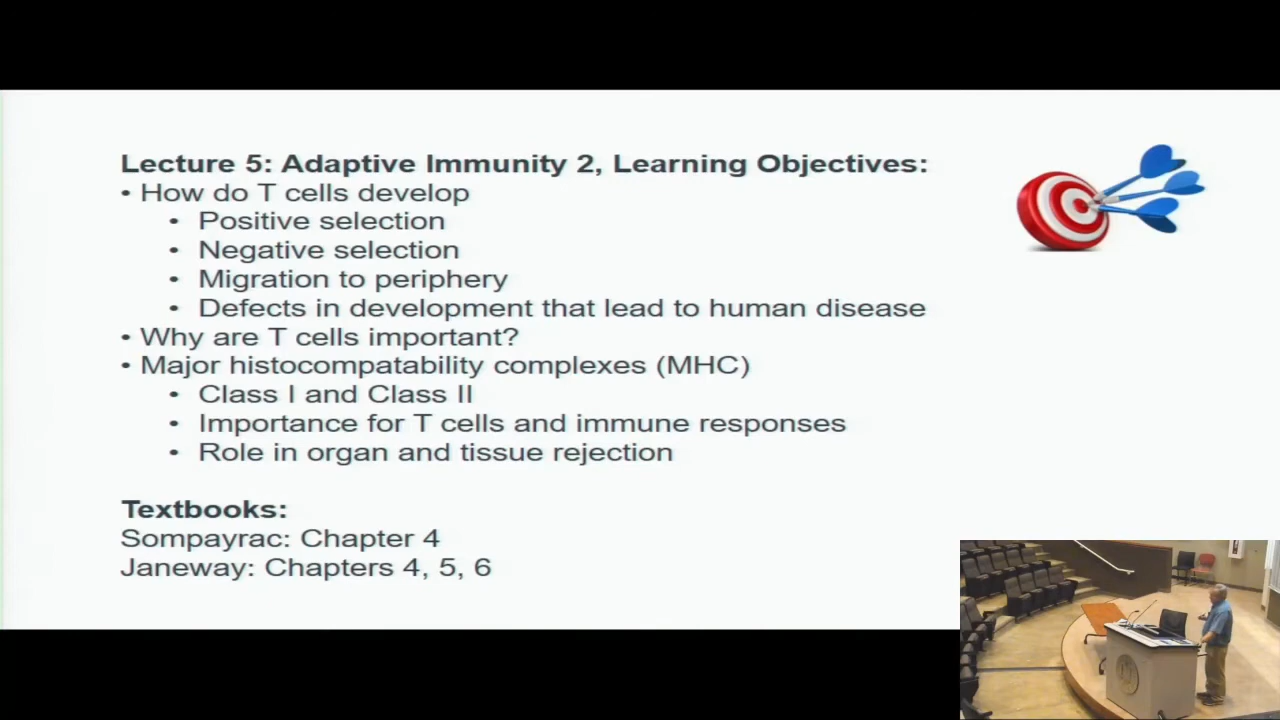 Lecture 5: Adaptive Immunity 2, Learning Objectives:
• How do T cells develop
• Positive selection
• Negative selection
• Migration to periphery
• Defects in development that lead to human disease
• Why are T cells important?
• Major histocompatability complexes (MHC)
• Class I and Class II
• Importance for T cells and immune responses
• Role in organ and tissue rejection
Textbooks:
Sompayrac: Chapter 4
Janeway: Chapters 4, 5, 6